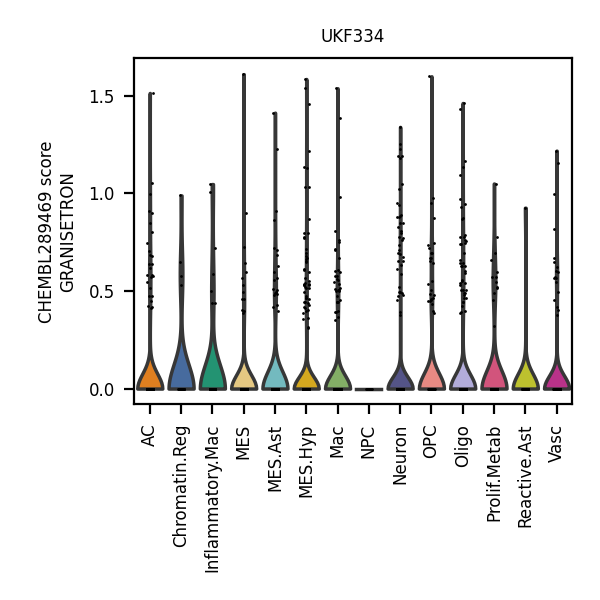 UKF334
CHEMBL289469 score
GRANISETRON
1.5
1.0
0.5
0.0
AC
Chromatin.Reg
Inflammatory.Mac
MES
MES.Ast
MES.Hyp
Mac
NPC
Neuron
OPC
Oligo
Prolif.Metab
Reactive.Ast
Vasc